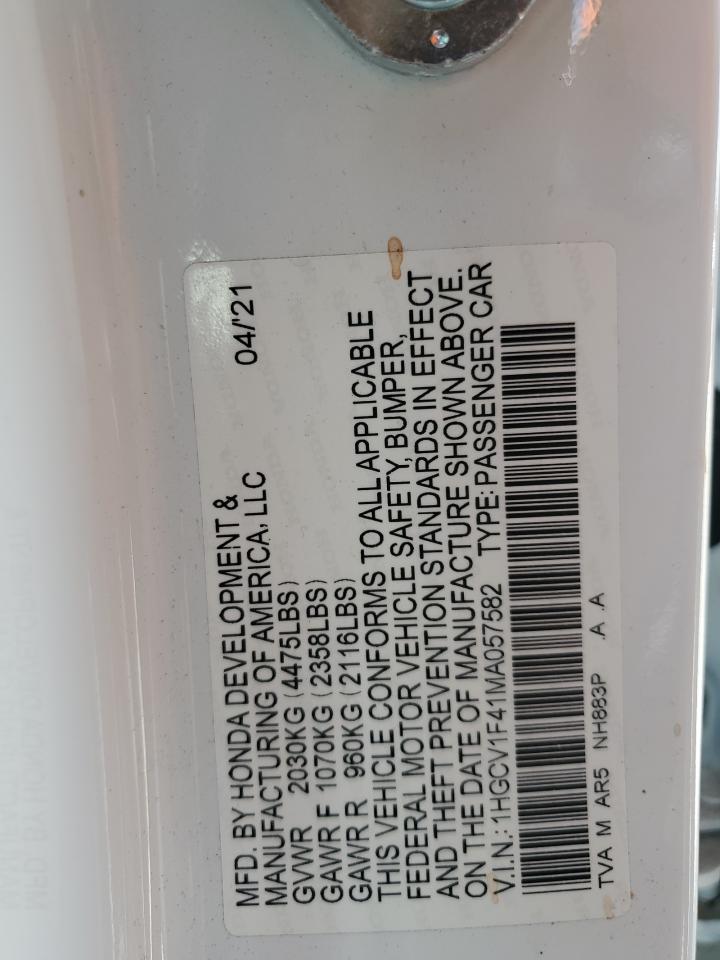 MFD. BY HONDA DEVELOPMENT &
MANUFACTURING OF AMERICA, LLC 04/'21
GVWR 2030KG (4475LBS)
GAWR F 1070KG (2358LBS)
GAWR R 960KG (2116LBS)
THIS VEHICLE CONFORMS TO ALL APPLICABLE
FEDERAL MOTOR VEHICLE SAFETY, BUMPER,
AND THEFT PREVENTION STANDARDS IN EFFECT
ON THE DATE OF MANUFACTURE SHOWN ABOVE.
V.I.N.: 1HGCV1F41MA057582 TYPE: PASSENGER CAR
TVA M AR5 NH883P A A